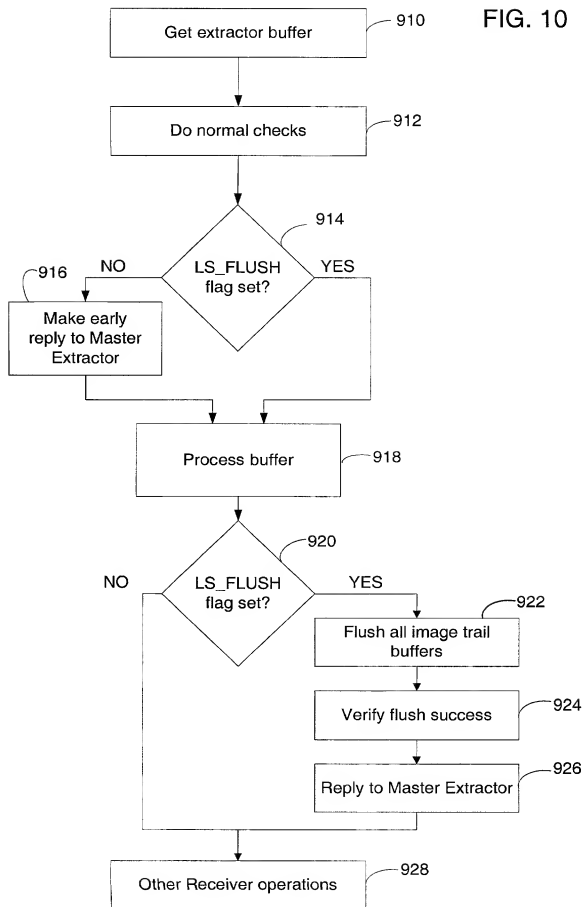 FIG. 10
Get extractor buffer
910
Do normal checks
912
914
LS_FLUSH
flag set?
NO
YES
916
Make early
reply to Master
Extractor
Process buffer
918
920
LS_FLUSH
flag set?
NO
YES
922
Flush all image trail
buffers
Verify flush success
924
Reply to Master Extractor
926
Other Receiver operations
928